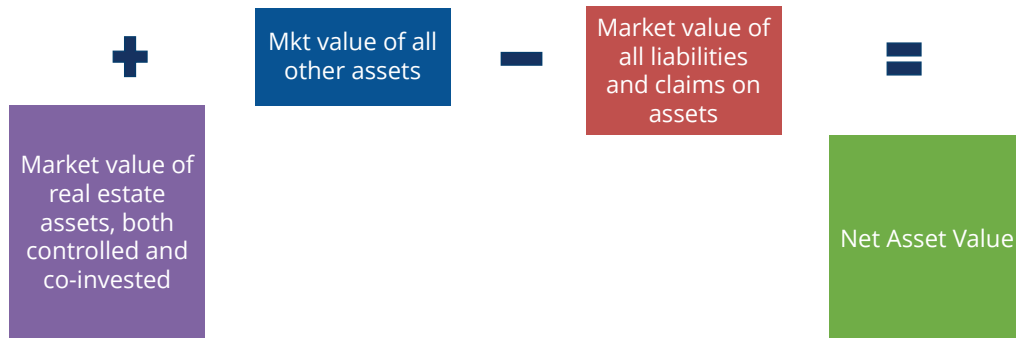 Market value of
real estate
assets, both
controlled and
co-invested
+
Mkt value of all
other assets
−
Market value of
all liabilities
and claims on
assets
=
Net Asset Value